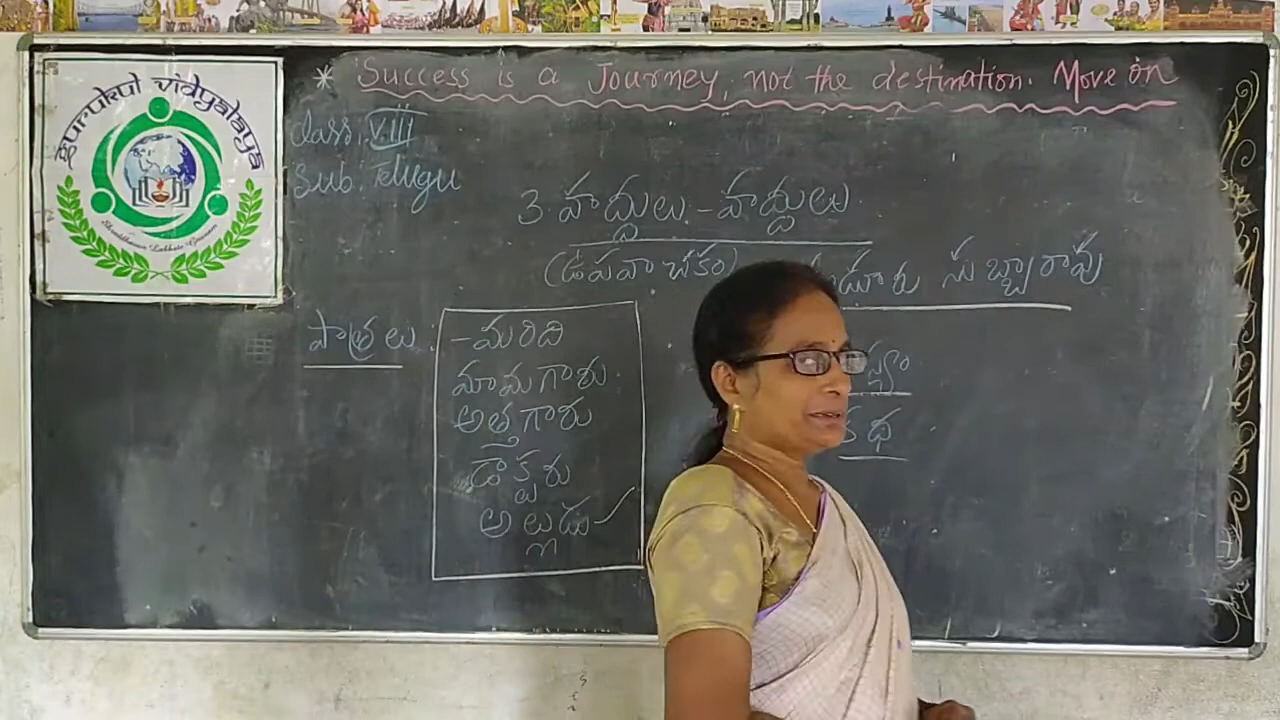 gurukul vidyalaya
* Success is a Journey, not the destination. Move on
Class: VIII
Sub: Telugu
3. హద్దులు - హద్దులు
(ఉపవాచకం)
సుబ్బారావు
పాత్రలు : - మరిది
మామగారు
అత్తగారు
డాక్టరు
అల్లుడు ✓
కథ